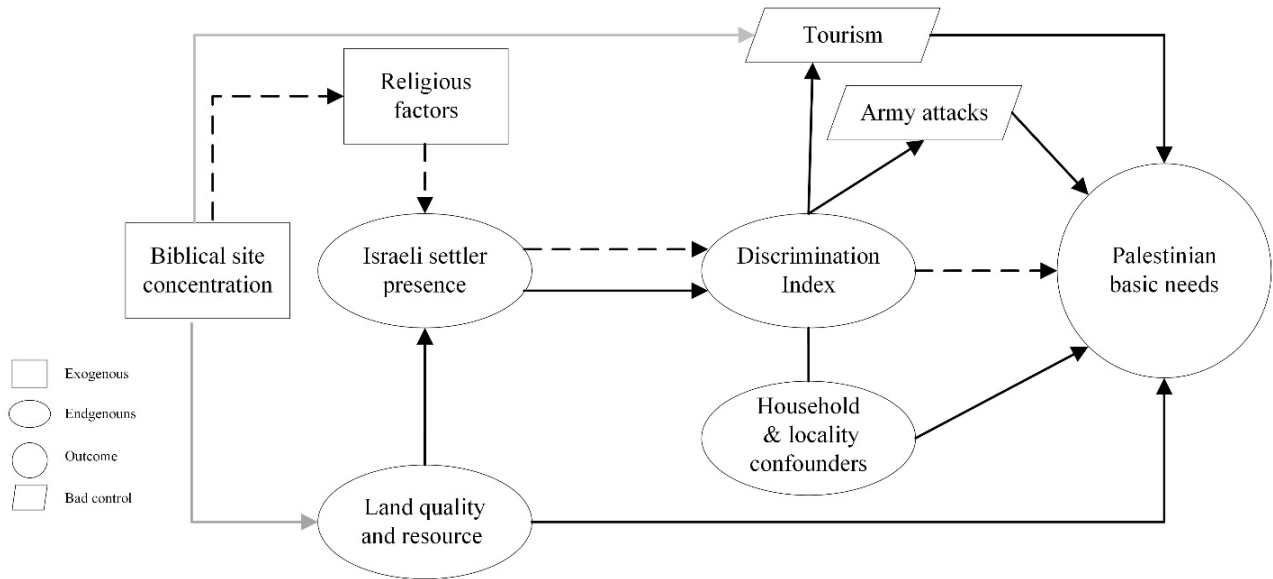 Tourism
Religious
factors
Army attacks
Biblical site
concentration
Israeli settler
presence
Discrimination
Index
Palestinian
basic needs
Exogenous
Endgenouns
Outcome
Bad control
Household
& locality
confounders
Land quality
and resource